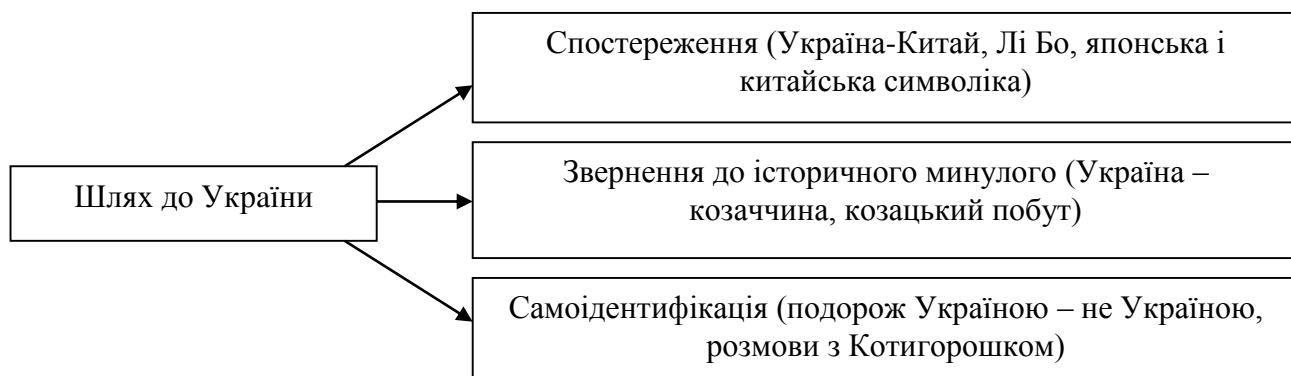 Спостереження (Україна-Китай, Лі Бо, японська і
китайська символіка)
Шлях до України
Звернення до історичного минулого (Україна –
козаччина, козацький побут)
Самоідентифікація (подорож Україною – не Україною,
розмови з Котигорошком)